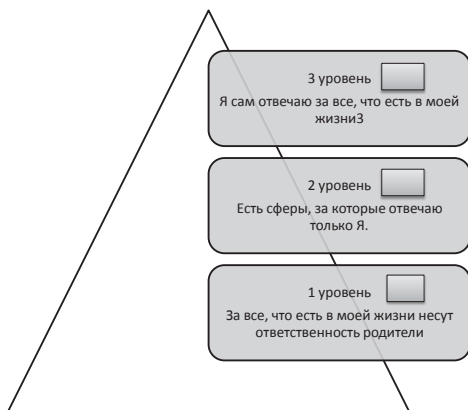 3 уровень
Я сам отвечаю за все, что есть в моей
жизни3
2 уровень
Есть сферы, за которые отвечаю
только Я.
1 уровень
За все, что есть в моей жизни несут
ответственность родители